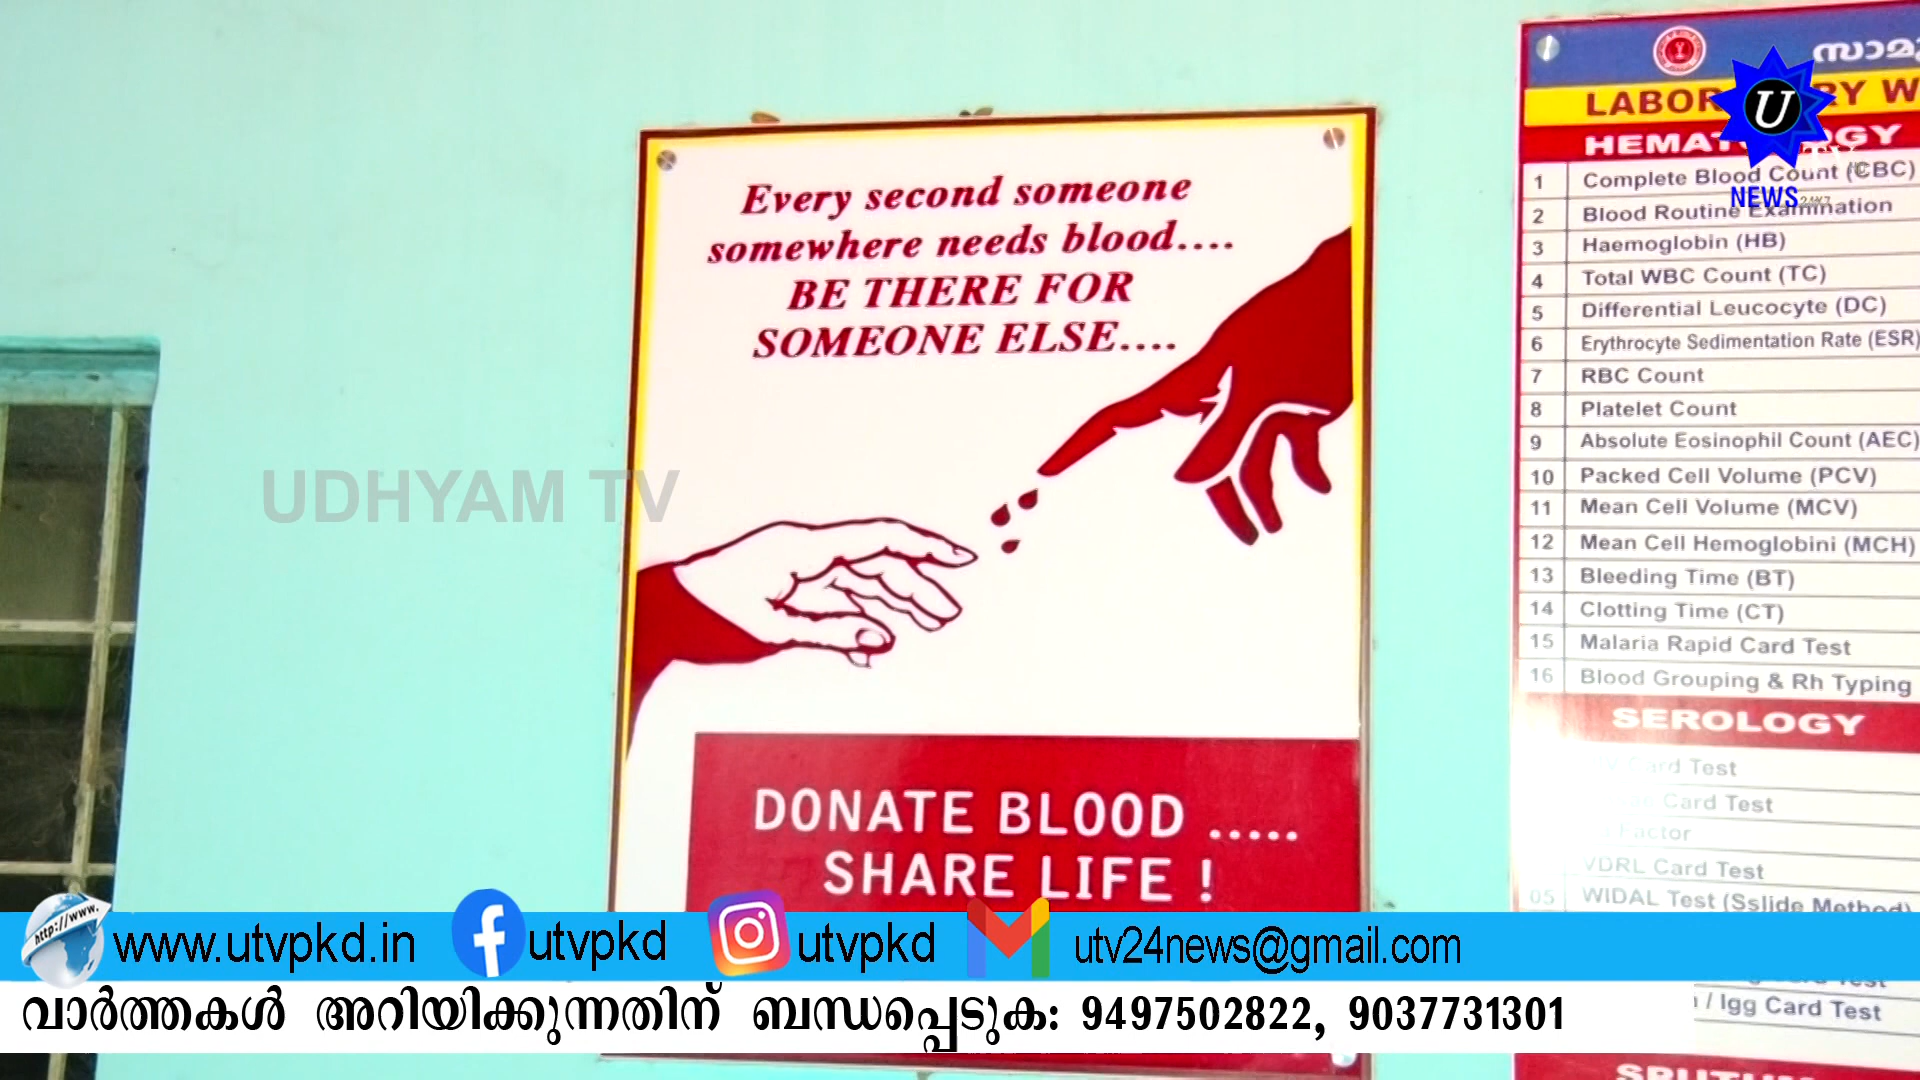 Every second someone
somewhere needs blood....
BE THERE FOR
SOMEONE ELSE....
DONATE BLOOD .....
SHARE LIFE !
UDHYAM TV
HEMATOLOGY
1 Complete Blood Count (CBC)
2 Blood Routine Examination
3 Haemoglobin (HB)
4 Total WBC Count (TC)
5 Differential Leucocyte (DC)
6 Erythrocyte Sedimentation Rate (ESR)
7 RBC Count
8 Platelet Count
9 Absolute Eosinophil Count (AEC)
10 Packed Cell Volume (PCV)
11 Mean Cell Volume (MCV)
12 Mean Cell Hemoglobini (MCH)
13 Bleeding Time (BT)
14 Clotting Time (CT)
15 Malaria Rapid Card Test
16 Blood Grouping & Rh Typing
SEROLOGY
Card Test
Card Test
Factor
VDRL Card Test
05 WIDAL Test (Sslide Method)
Test
/ Igg Card Test
U
TV
NEWS
http://www.
www.utvpkd.in utvpkd utvpkd utv24news@gmail.com
വാർത്തകൾ അറിയിക്കുന്നതിന് ബന്ധപ്പെടുക: 9497502822, 9037731301